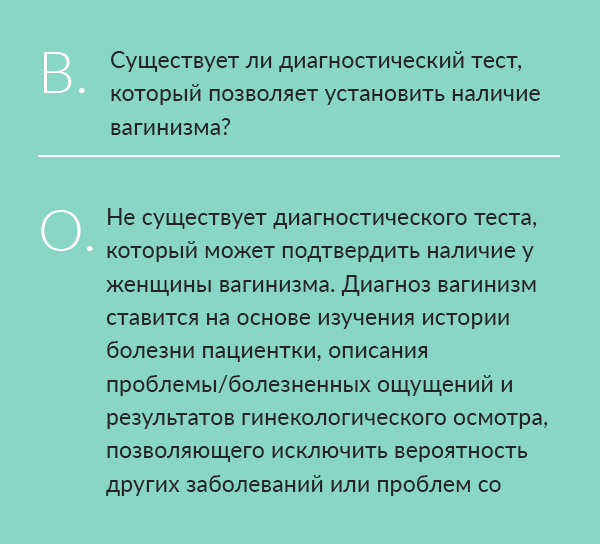 В. Существует ли диагностический тест,
который позволяет установить наличие
вагинизма?
О. Не существует диагностического теста,
который может подтвердить наличие у
женщины вагинизма. Диагноз вагинизм
ставится на основе изучения истории
болезни пациентки, описания
проблемы/болезненных ощущений и
результатов гинекологического осмотра,
позволяющего исключить вероятность
других заболеваний или проблем со